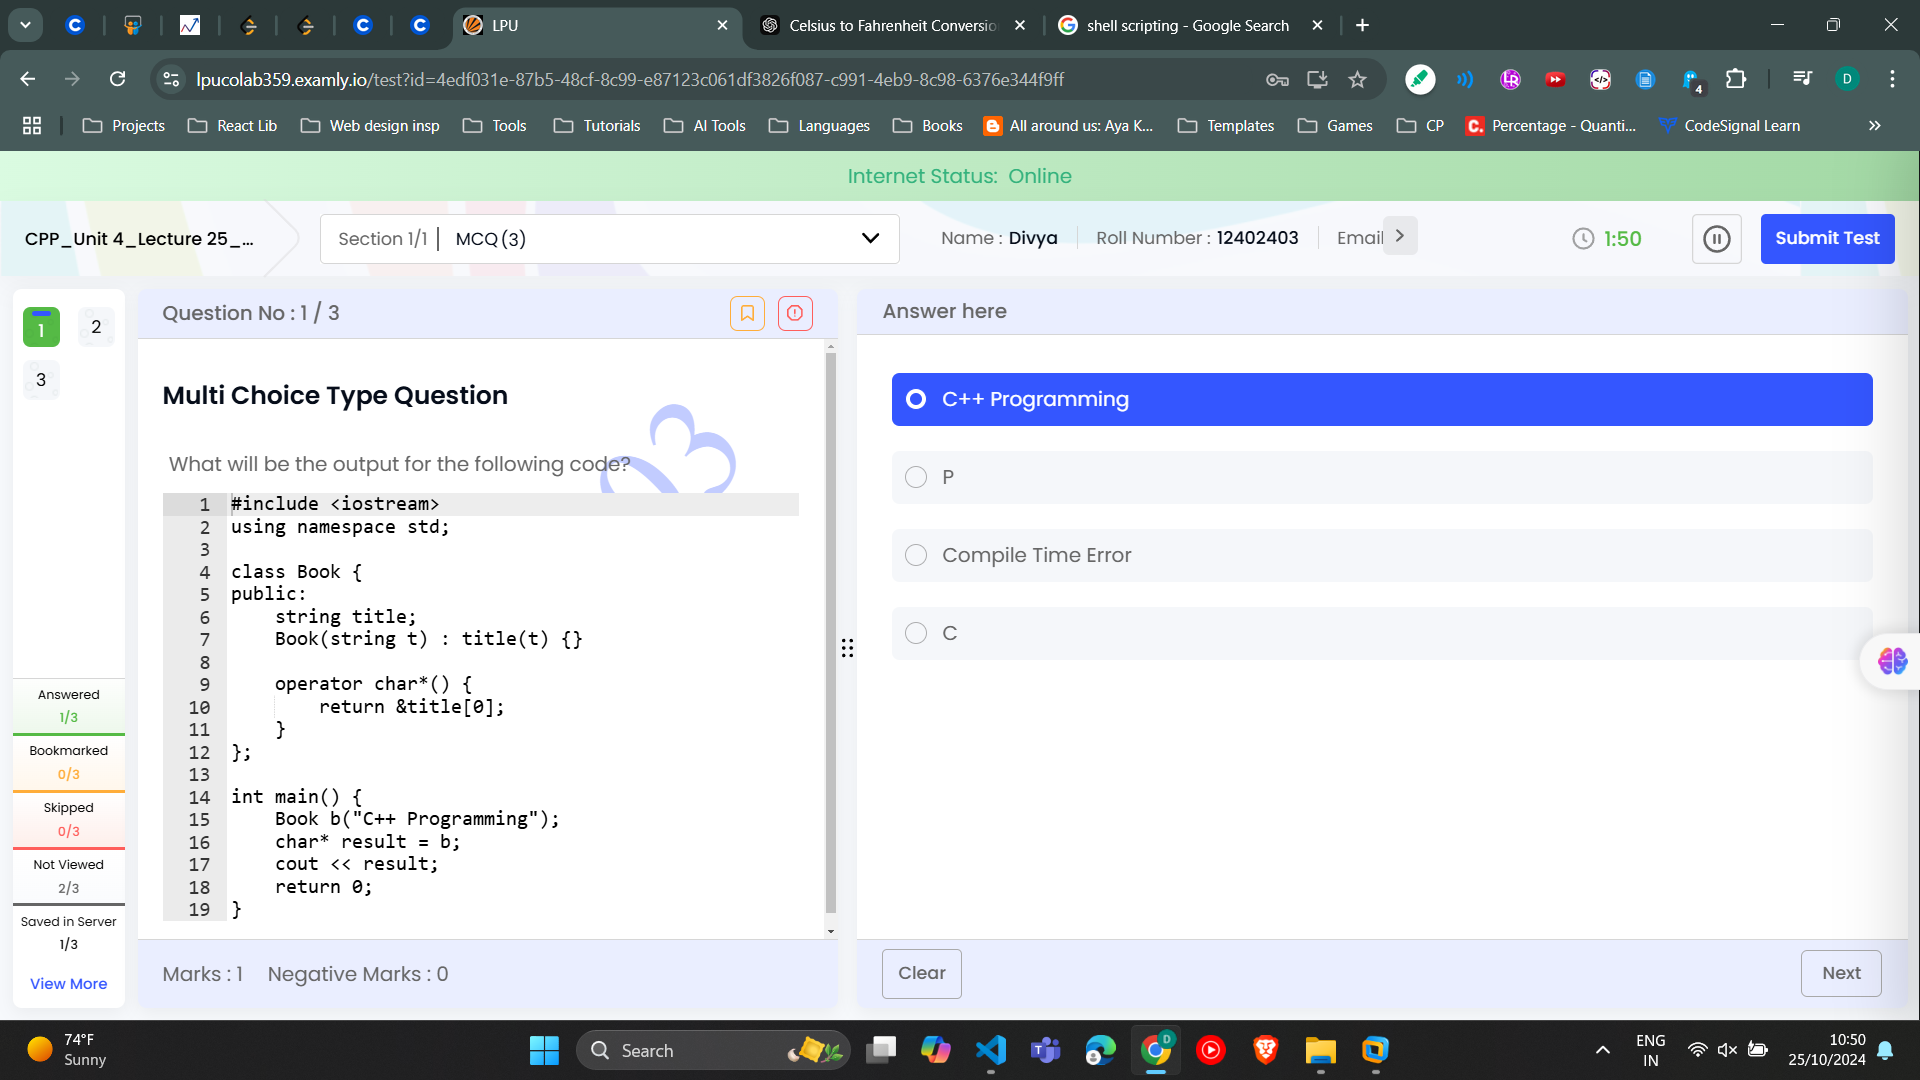 LPU
Celsius to Fahrenheit Conversio
shell scripting - Google Search
lpucolab359.examly.io/test?id=4edf031e-87b5-48cf-8c99-e87123c061df3826f087-c991-4eb9-8c98-6376e344f9ff
4
D
Projects
React Lib
Web design insp
Tools
Tutorials
AI Tools
Languages
Books
All around us: Aya K...
Templates
Games
CP
Percentage - Quanti...
CodeSignal Learn
Internet Status: Online
CPP_Unit 4_Lecture 25_...
Section 1/1 | MCQ (3)
Name : Divya
Roll Number : 12402403
Email
1:50
Submit Test
1
2
3
Answered
1/3
Bookmarked
0/3
Skipped
0/3
Not Viewed
2/3
Saved in Server
1/3
View More
Question No : 1 / 3
Multi Choice Type Question
What will be the output for the following code?
03
1 #include <iostream>
2 using namespace std;
3
4 class Book {
5 public:
6     string title;
7     Book(string t) : title(t) {}
8
9     operator char*() {
10         return &title[0];
11     }
12 };
13
14 int main() {
15     Book b("C++ Programming");
16     char* result = b;
17     cout << result;
18     return 0;
19 }
Marks : 1 Negative Marks : 0
Answer here
C++ Programming
P
Compile Time Error
C
Clear
Next
74°F
Sunny
Search
D
ENG
IN
10:50
25/10/2024